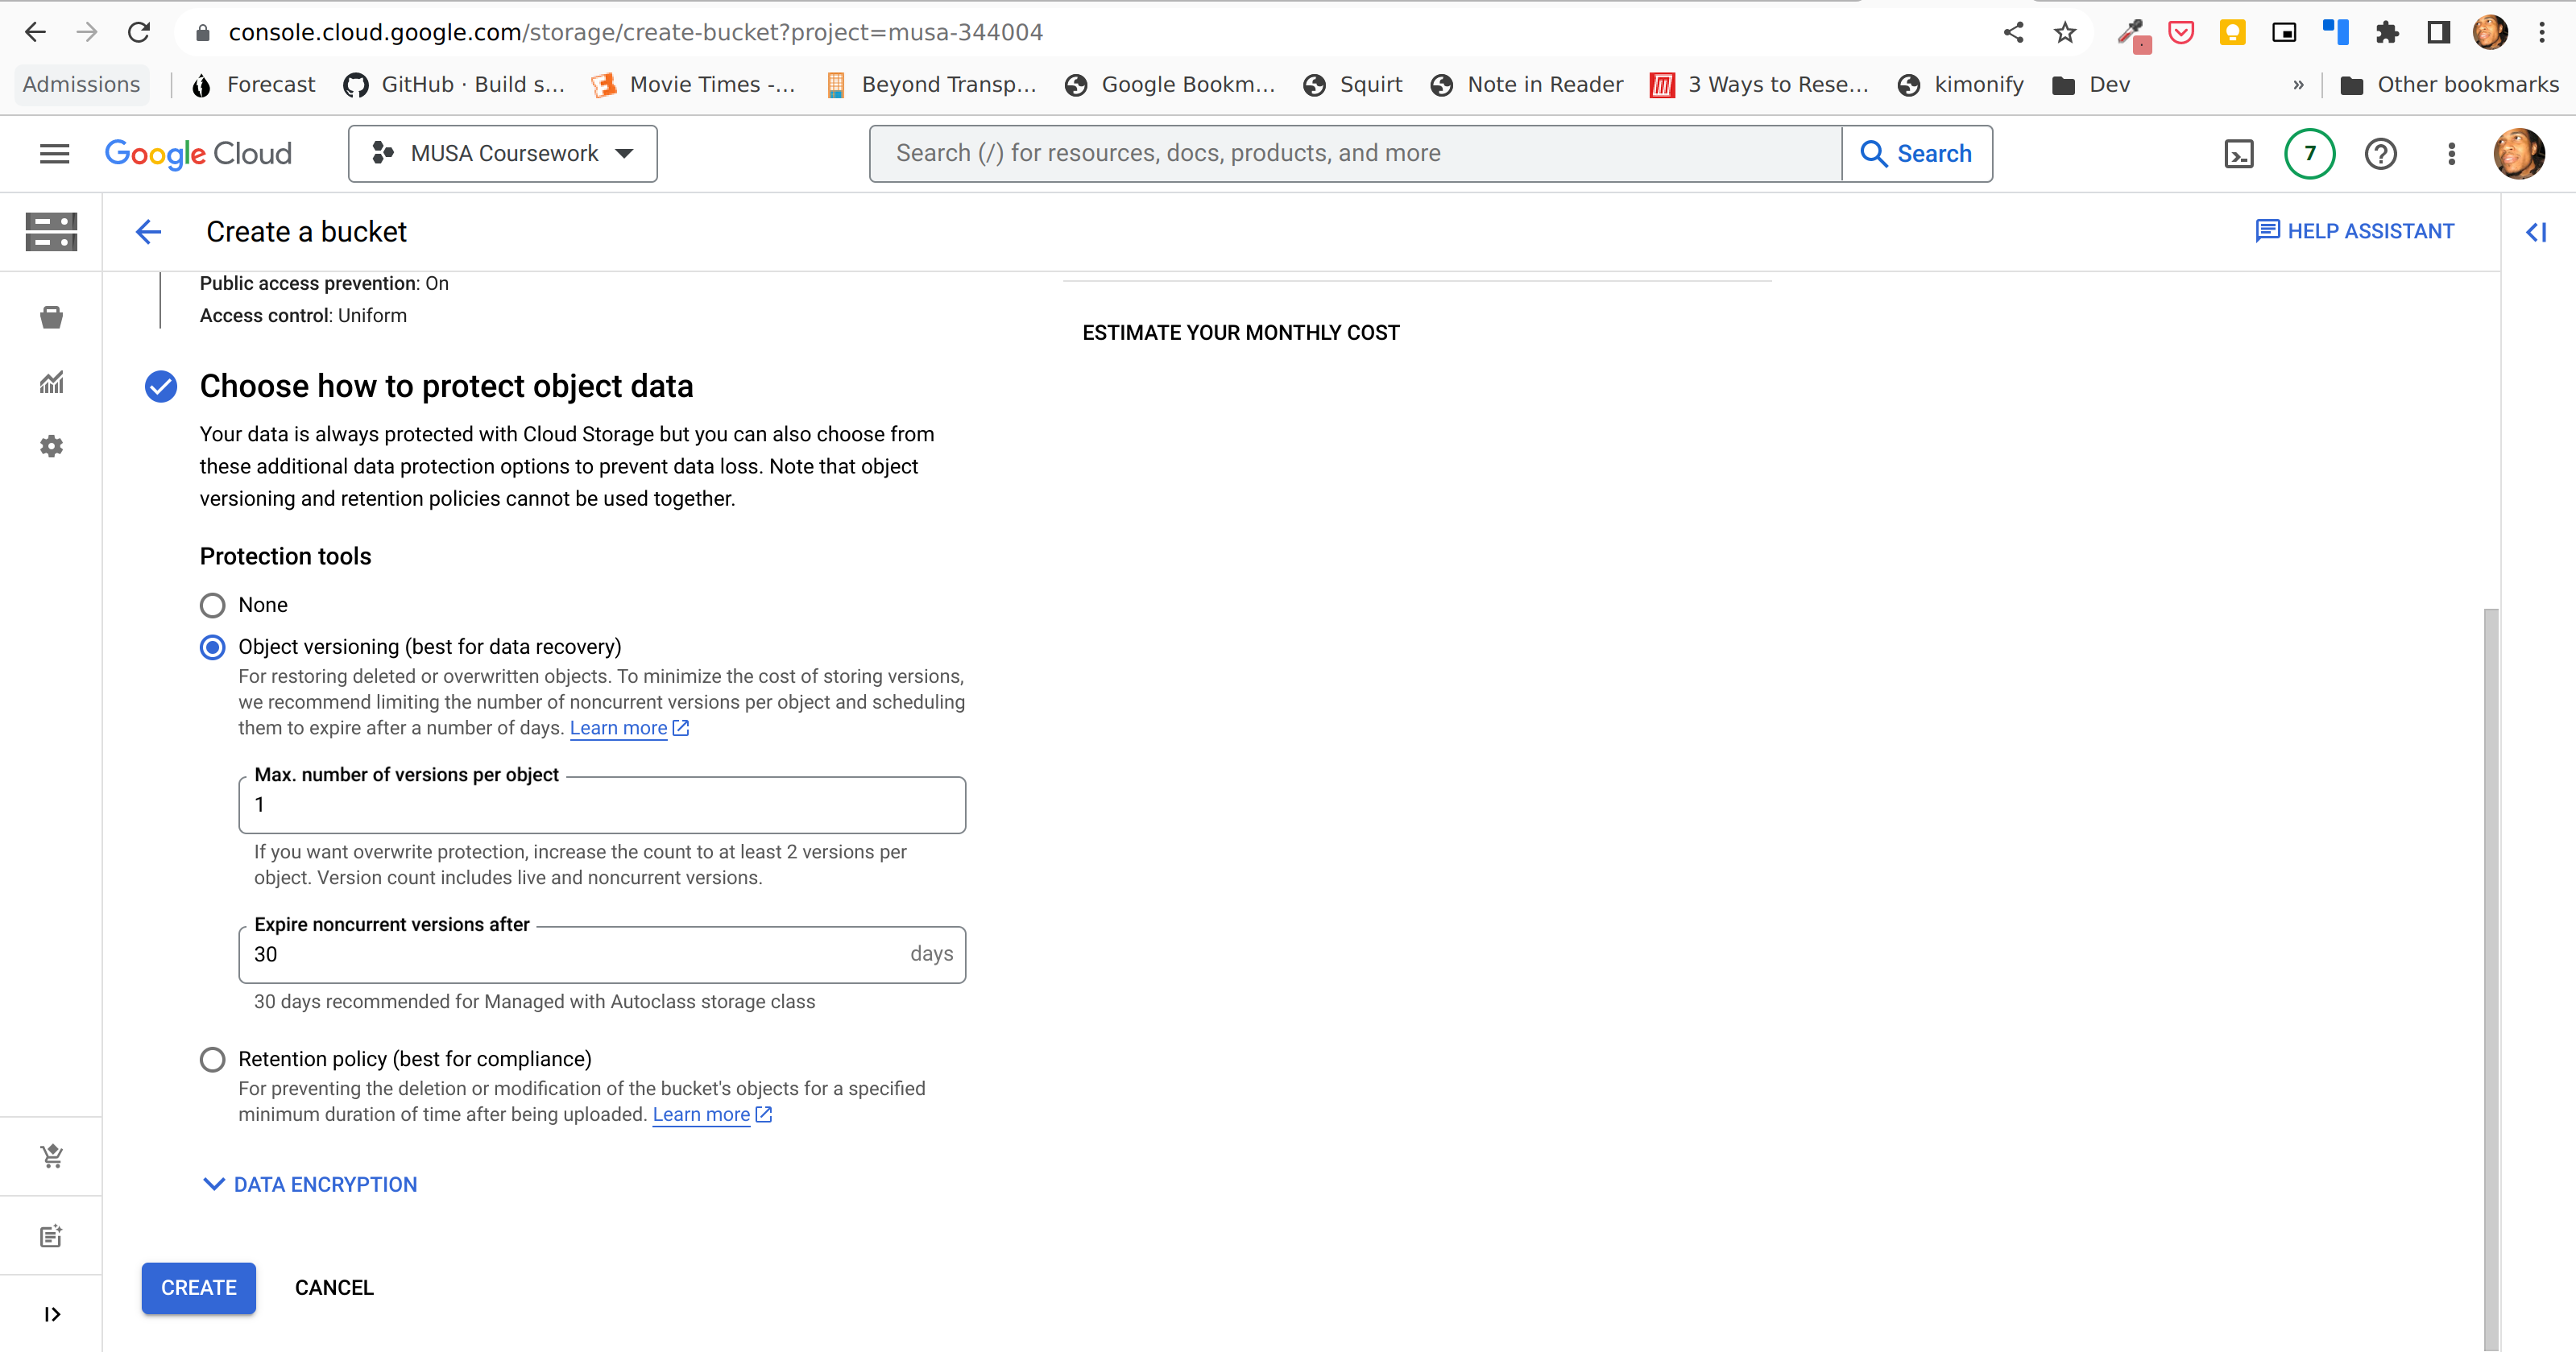 console.cloud.google.com/storage/create-bucket?project=musa-344004
Admissions
Forecast
GitHub · Build s...
Movie Times -...
Beyond Transp...
Google Bookm...
Squirt
Note in Reader
3 Ways to Rese...
kimonify
Dev
»
Other bookmarks
Google Cloud
MUSA Coursework
Search (/) for resources, docs, products, and more
Search
7
Create a bucket
HELP ASSISTANT
Public access prevention: On
Access control: Uniform
ESTIMATE YOUR MONTHLY COST
Choose how to protect object data
Your data is always protected with Cloud Storage but you can also choose from
these additional data protection options to prevent data loss. Note that object
versioning and retention policies cannot be used together.
Protection tools
None
Object versioning (best for data recovery)
For restoring deleted or overwritten objects. To minimize the cost of storing versions,
we recommend limiting the number of noncurrent versions per object and scheduling
them to expire after a number of days. Learn more
Max. number of versions per object
1
If you want overwrite protection, increase the count to at least 2 versions per
object. Version count includes live and noncurrent versions.
Expire noncurrent versions after
30 days
30 days recommended for Managed with Autoclass storage class
Retention policy (best for compliance)
For preventing the deletion or modification of the bucket's objects for a specified
minimum duration of time after being uploaded. Learn more
DATA ENCRYPTION
CREATE
CANCEL